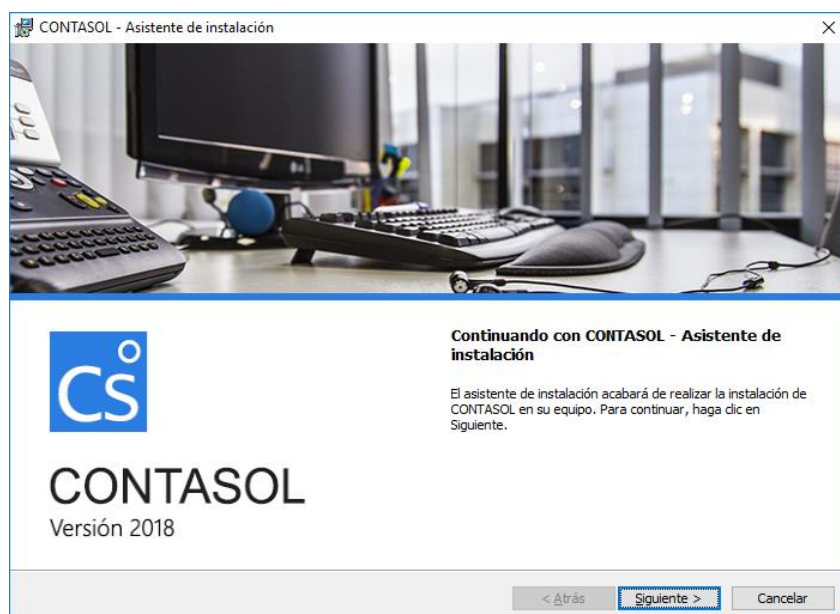 CONTASOL - Asistente de instalación
Continuando con CONTASOL - Asistente de
instalación
El asistente de instalación acabará de realizar la instalación de
CONTASOL en su equipo. Para continuar, haga clic en
Siguiente.
Cs
CONTASOL
Versión 2018
< Atrás
Siguiente >
Cancelar